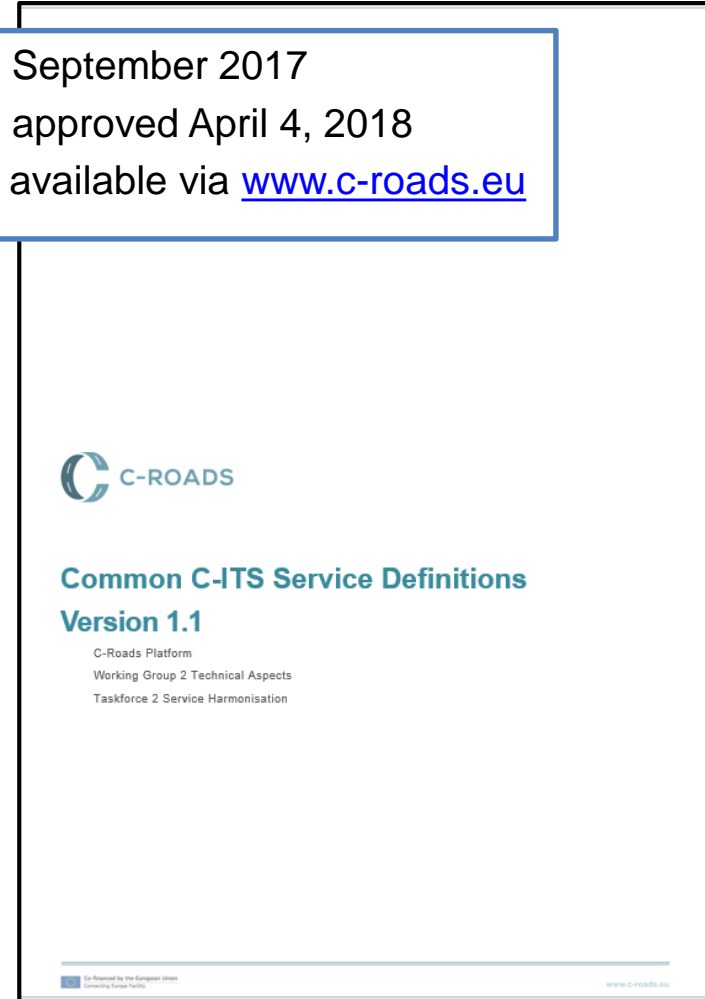 September 2017
approved April 4, 2018
available via www.c-roads.eu
C-ROADS
Common C-ITS Service Definitions
Version 1.1
C-Roads Platform
Working Group 2 Technical Aspects
Taskforce 2 Service Harmonisation
Co-financed by the European Union
Connecting Europe Facility
www.c-roads.eu